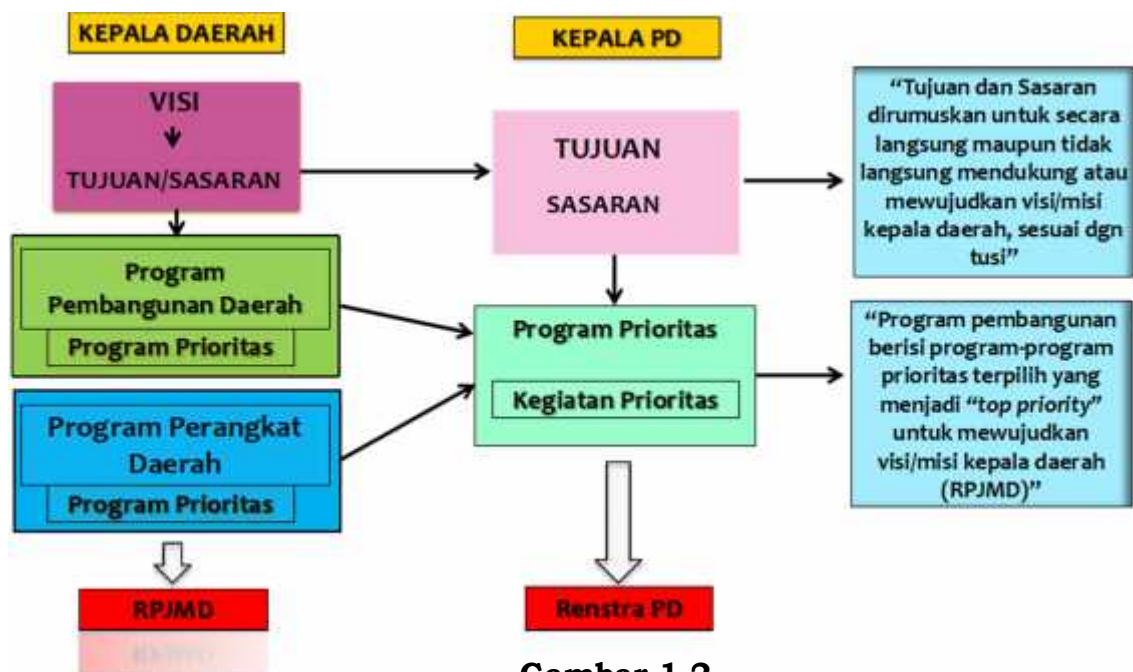 KEPALA DAERAH
VISI
TUJUAN/SASARAN
Program
Pembangunan Daerah
Program Prioritas
Program Perangkat
Daerah
Program Prioritas
RPJMD
KEPALA PD
TUJUAN
SASARAN
Program Prioritas
Kegiatan Prioritas
Renstra PD
“Tujuan dan Sasaran
dirumuskan untuk secara
langsung maupun tidak
langsung mendukung atau
mewujudkan visi/misi
kepala daerah, sesuai dgn
tusi”
“Program pembangunan
berisi program-program
prioritas terpilih yang
menjadi “top priority”
untuk mewujudkan
visi/misi kepala daerah
(RPJMD)”